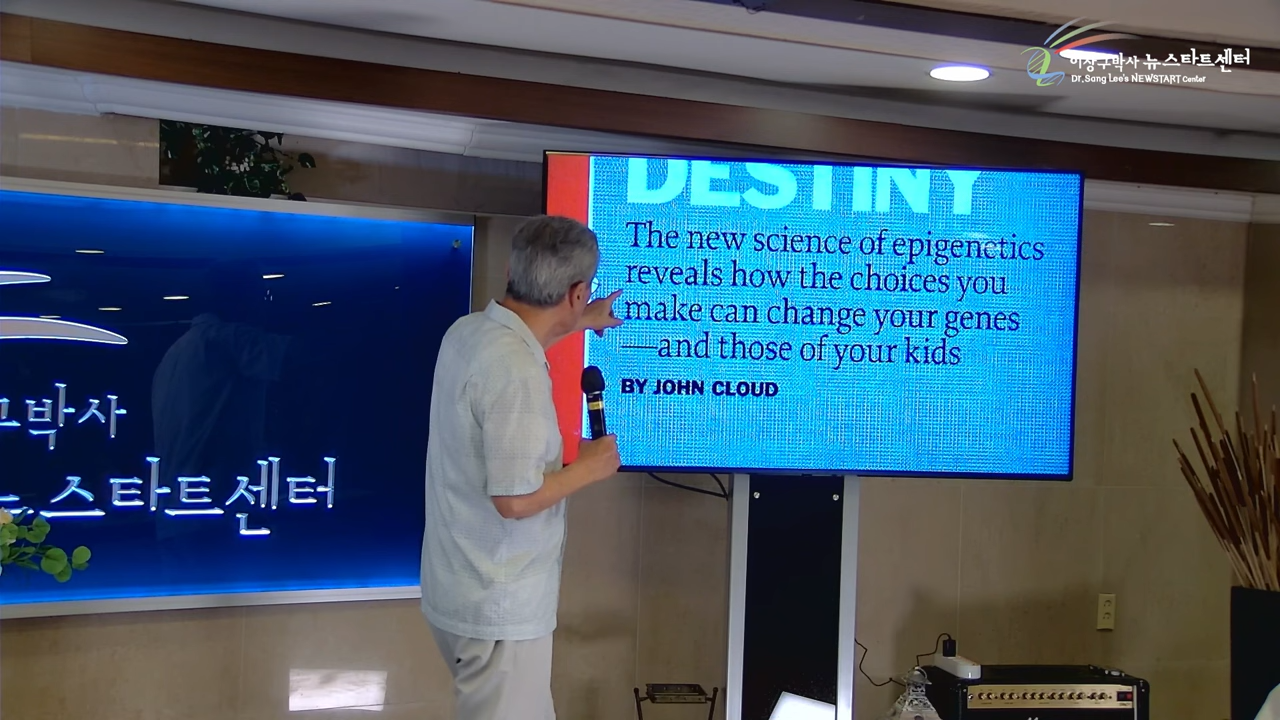 이상구박사 뉴스타트센터
Dr. Sang Lee's NEWSTART Center
DESTINY
The new science of epigenetics
reveals how the choices you
make can change your genes
—and those of your kids
BY JOHN CLOUD
박사
스타트센터